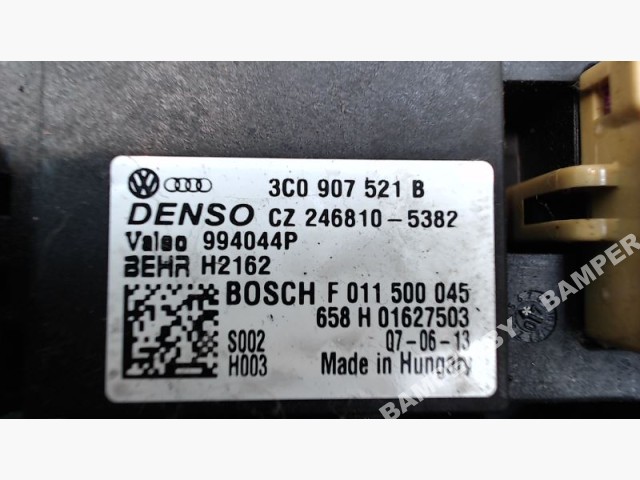 3C0 907 521 B
DENSO CZ 246810-5382
Valeo 994044P
BEHR H2162
BOSCH F 011 500 045
658 H 01627503
S002 07-06-13
H003 Made in Hungary
BAMPER.BY